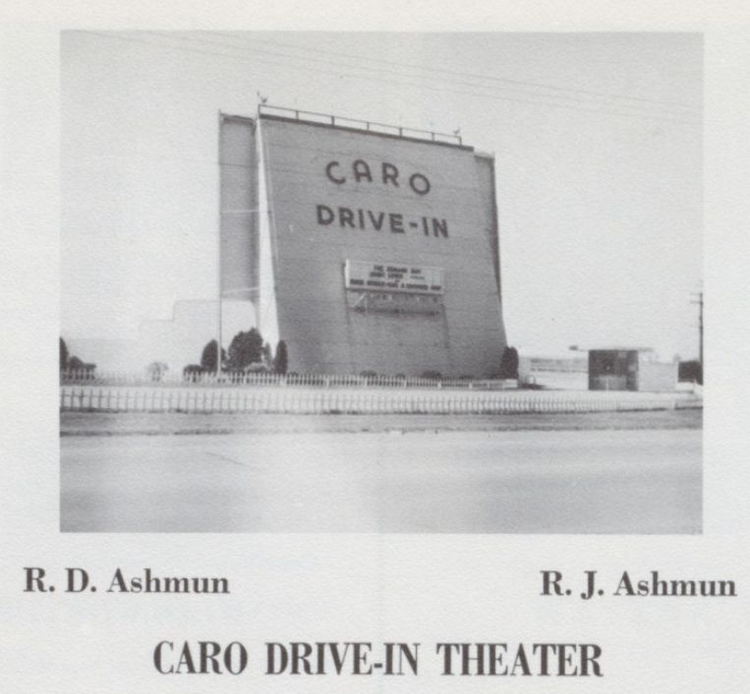 CARO
DRIVE-IN
R. D. Ashmun
R. J. Ashmun
CARO DRIVE-IN THEATER